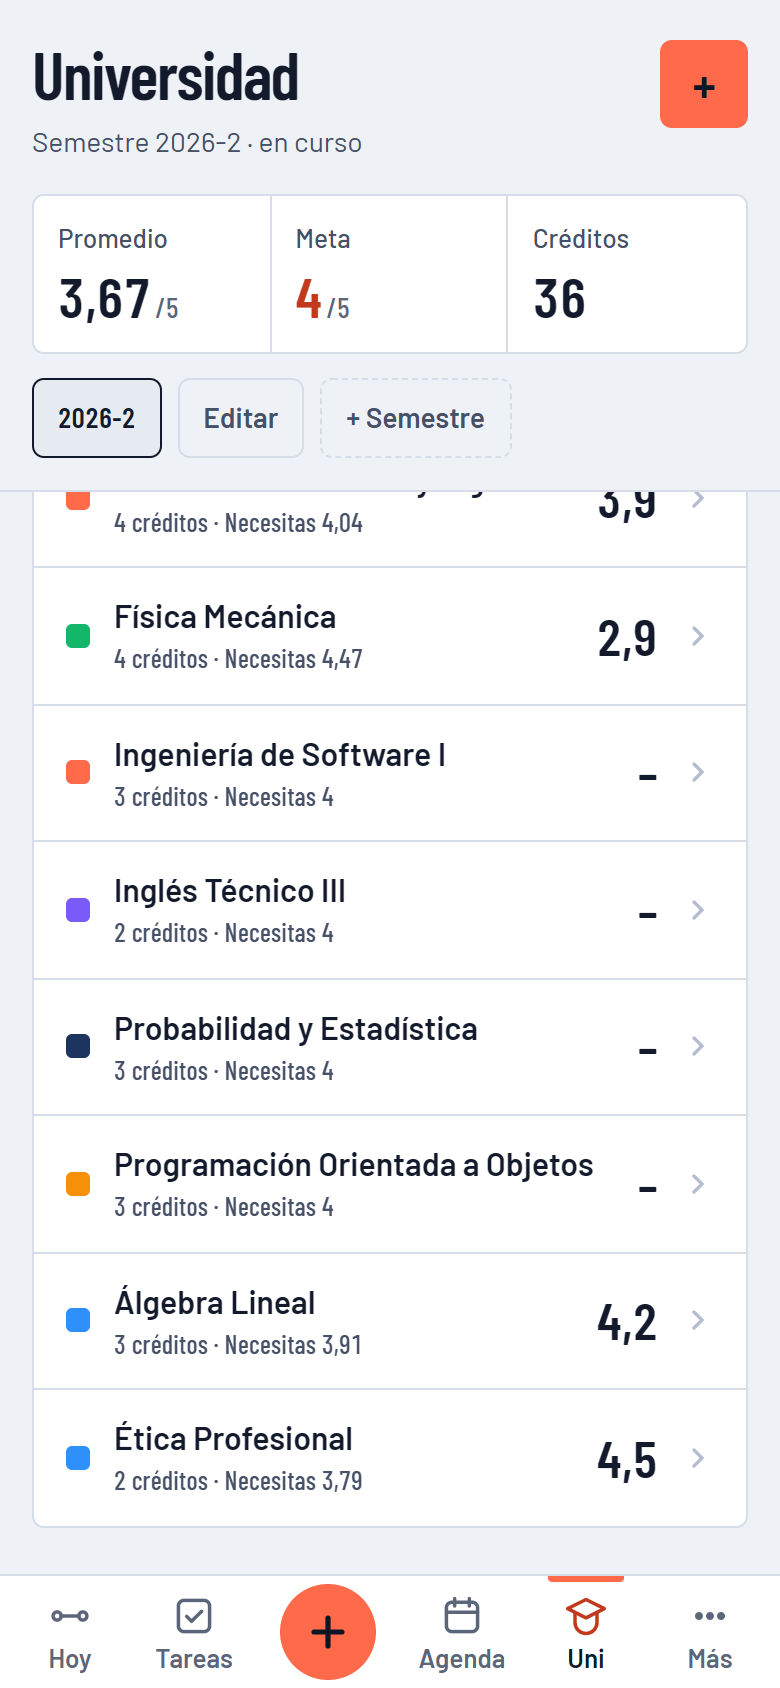 Universidad
+
Semestre 2026-2 · en curso
Promedio
3,67 /5
Meta
4 /5
Créditos
36
2026-2
Editar
+ Semestre
3,9
4 créditos · Necesitas 4,04
Física Mecánica
4 créditos · Necesitas 4,47
2,9
Ingeniería de Software I
3 créditos · Necesitas 4
–
Inglés Técnico III
2 créditos · Necesitas 4
–
Probabilidad y Estadística
3 créditos · Necesitas 4
–
Programación Orientada a Objetos
3 créditos · Necesitas 4
–
Álgebra Lineal
3 créditos · Necesitas 3,91
4,2
Ética Profesional
2 créditos · Necesitas 3,79
4,5
Hoy
Tareas
Agenda
Uni
Más